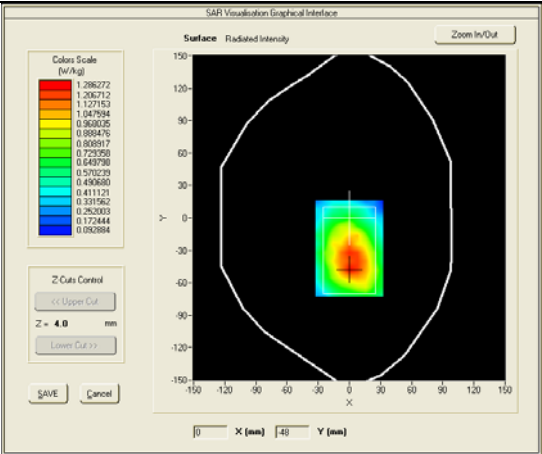 SAR Visualisation Graphical Interface
Surface Radiated Intensity
Zoom In/Out
Colors Scale
(W/kg)
1.286272
1.206712
1.127153
1.047594
0.968035
0.888476
0.808917
0.729358
0.649798
0.570239
0.490680
0.411121
0.331562
0.252003
0.172444
0.092884
150-
120-
90-
60-
30-
0-
-30-
-60-
-90-
-120-
-150-
Y
-150 -120 -90 -60 -30 0 30 60 90 120 150
X
Z-Cuts Control
<< Upper Cut
Z = 4.0 mm
Lower Cut >>
SAVE Cancel
0 X (mm) -48 Y (mm)